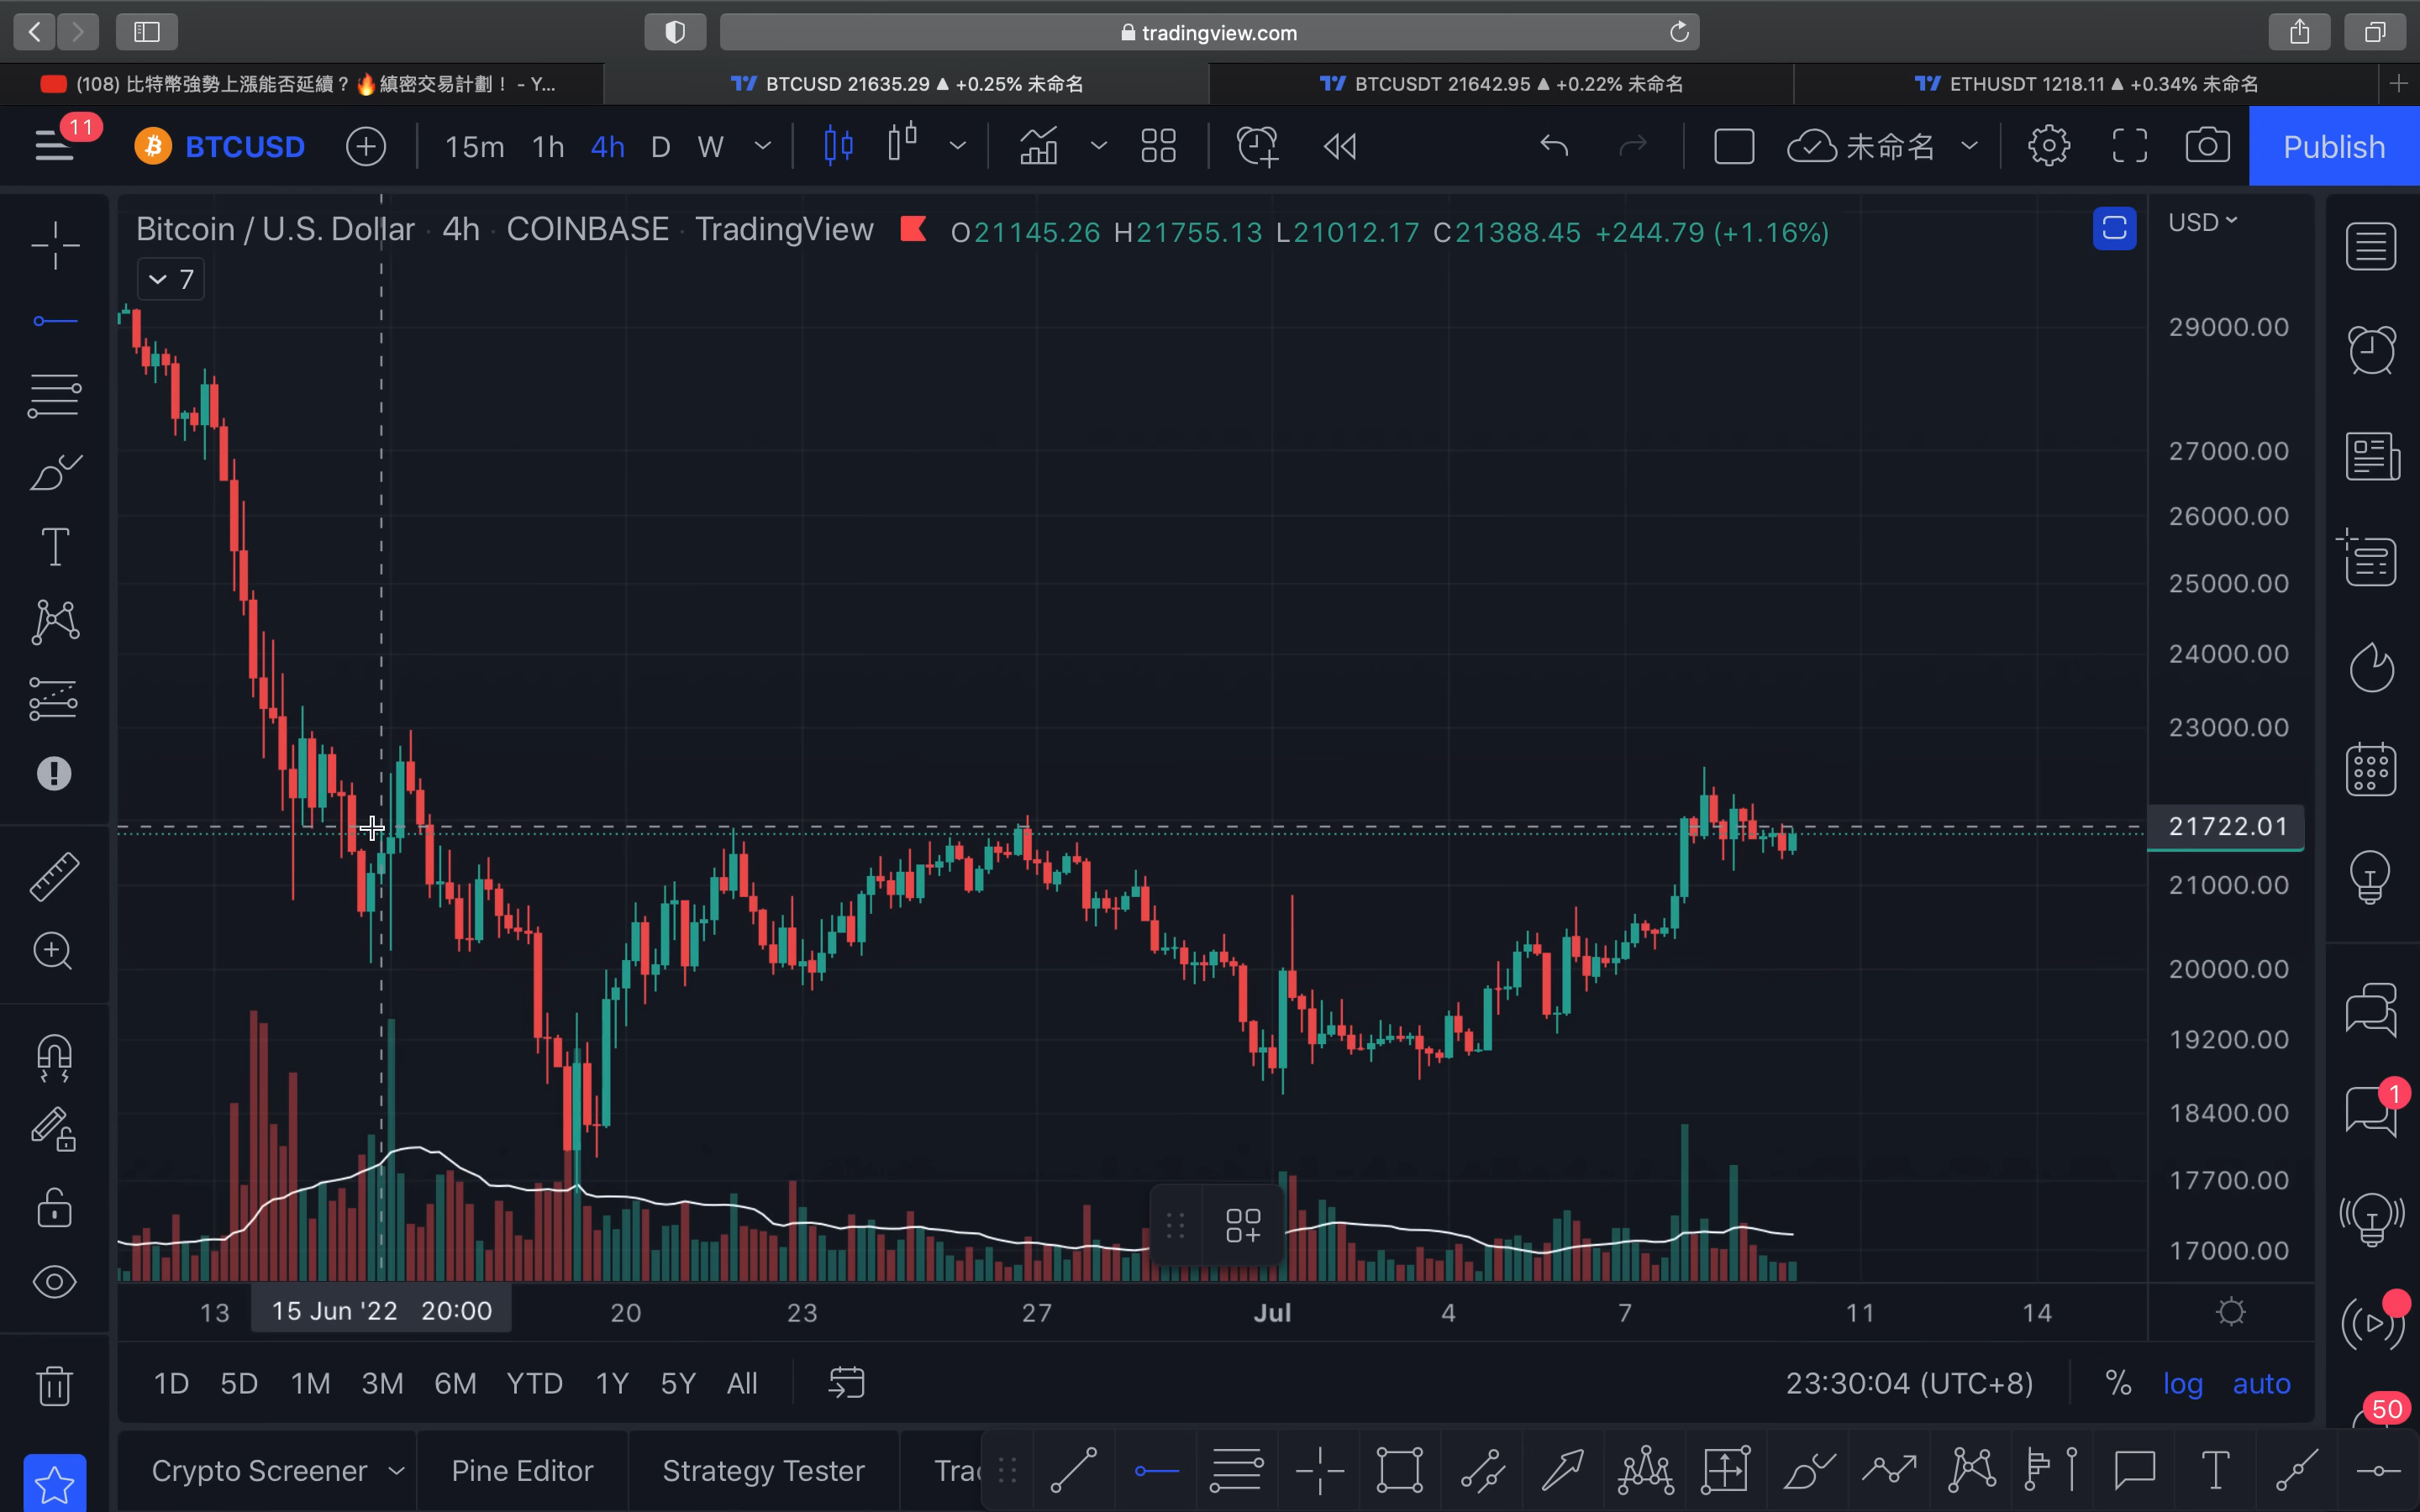 tradingview.com
(108) 比特幣強勢上漲能否延續？🔥縝密交易計劃！ - Y...
BTCUSD 21635.29 ▲ +0.25% 未命名
BTCUSDT 21642.95 ▲ +0.22% 未命名
ETHUSDT 1218.11 ▲ +0.34% 未命名
11
BTCUSD
15m 1h 4h D W
未命名
Publish
Bitcoin / U.S. Dollar · 4h · COINBASE · TradingView
O21145.26 H21755.13 L21012.17 C21388.45 +244.79 (+1.16%)
USD
7
29000.00
27000.00
26000.00
25000.00
24000.00
23000.00
21722.01
21000.00
20000.00
19200.00
18400.00
17700.00
17000.00
1
13 15 Jun '22 20:00 20 23 27 Jul 4 7 11 14
1D 5D 1M 3M 6M YTD 1Y 5Y All
23:30:04 (UTC+8) % log auto
50
Crypto Screener Pine Editor Strategy Tester